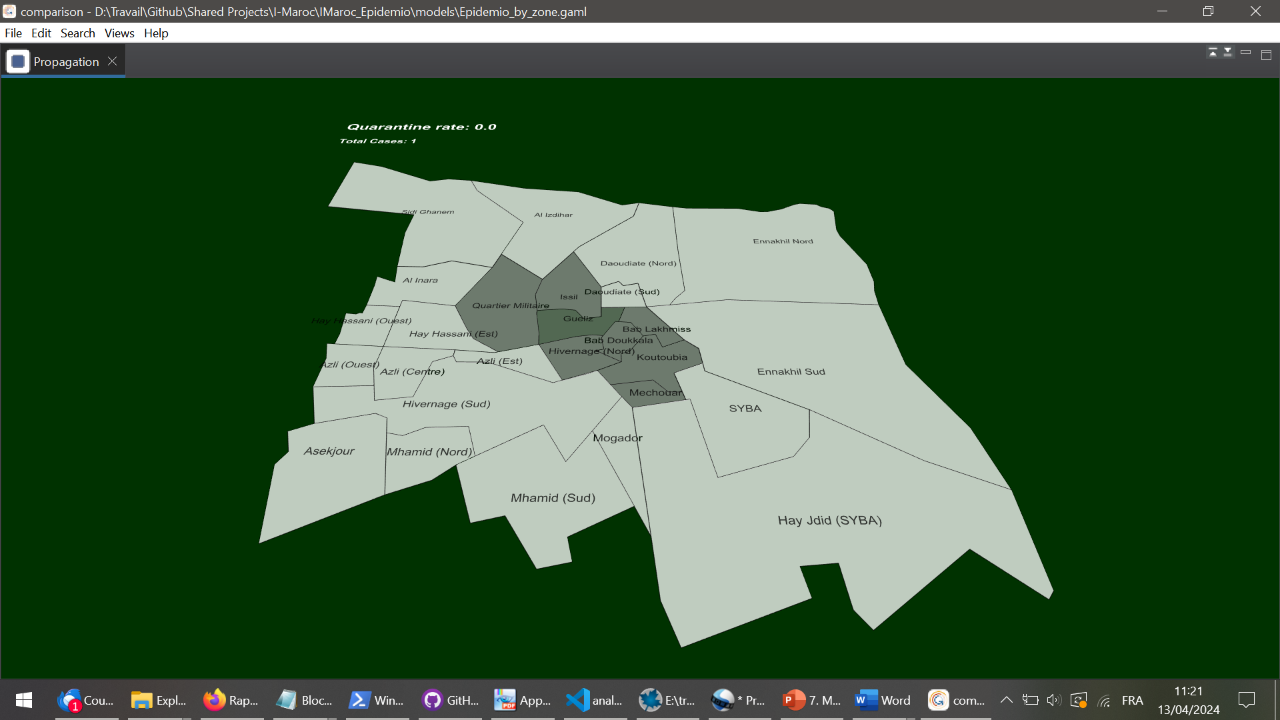 comparison - D:\Travail\Github\Shared Projects\I-Maroc\IMaroc_Epidemio\models\Epidemio_by_zone.gaml
File Edit Search Views Help
Propagation
Quarantine rate: 0.0
Total Cases: 1
Sidi Ghanem
Al Izdihar
Ennakhil Nord
Daoudiate (Nord)
Al Inara
Daoudiate (Sud)
Issil
Quartier Militaire
Gueliz
Hay Hassani (Ouest)
Bab Lakhmiss
Hay Hassani (Est)
Bab Doukkala
Hivernage (Nord)
Koutoubia
Azli (Est)
Azli (Ouest)
Azli (Centre)
Ennakhil Sud
Mechouar
Hivernage (Sud)
SYBA
Mogador
Asekjour
Mhamid (Nord)
Mhamid (Sud)
Hay Jdid (SYBA)
1 Cou... Expl... Rap... Bloc... Win... GitH... App... anal... E:\tr... * Pr... 7. M... Word com... FRA 11:21
13/04/2024